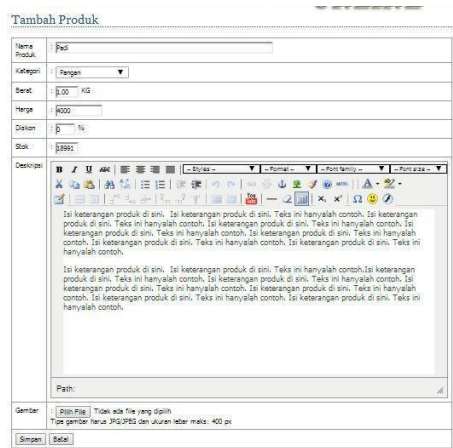 Tambah Produk
Nama Produk : Padi
Kategori : Pangan
Berat : 1.00 KG
Harga : 4000
Diskon : 0 %
Stok : 18991
Deskripsi
B I U ABC -- Styles -- -- Format -- -- Font family -- -- Font size --
HTML A
You Tube
Isi keterangan produk di sini. Isi keterangan produk di sini. Teks ini hanyalah contoh. Isi keterangan
produk di sini. Teks ini hanyalah contoh. Isi keterangan produk di sini. Teks ini hanyalah contoh. Isi
keterangan produk di sini. Teks ini hanyalah contoh. Isi keterangan produk di sini. Teks ini hanyalah
contoh. Isi keterangan produk di sini. Teks ini hanyalah contoh. Isi keterangan produk di sini. Teks ini
hanyalah contoh.
Isi keterangan produk di sini. Isi keterangan produk di sini. Teks ini hanyalah contoh.Isi keterangan
produk di sini. Teks ini hanyalah contoh. Isi keterangan produk di sini. Teks ini hanyalah contoh. Isi
keterangan produk di sini. Teks ini hanyalah contoh. Isi keterangan produk di sini. Teks ini hanyalah
contoh. Isi keterangan produk di sini. Teks ini hanyalah contoh. Isi keterangan produk di sini. Teks ini
hanyalah contoh.
Path:
Gambar : Pilih File Tidak ada file yang dipilih
Tipe gambar harus JPG/JPEG dan ukuran lebar maks: 400 px
Simpan Batal